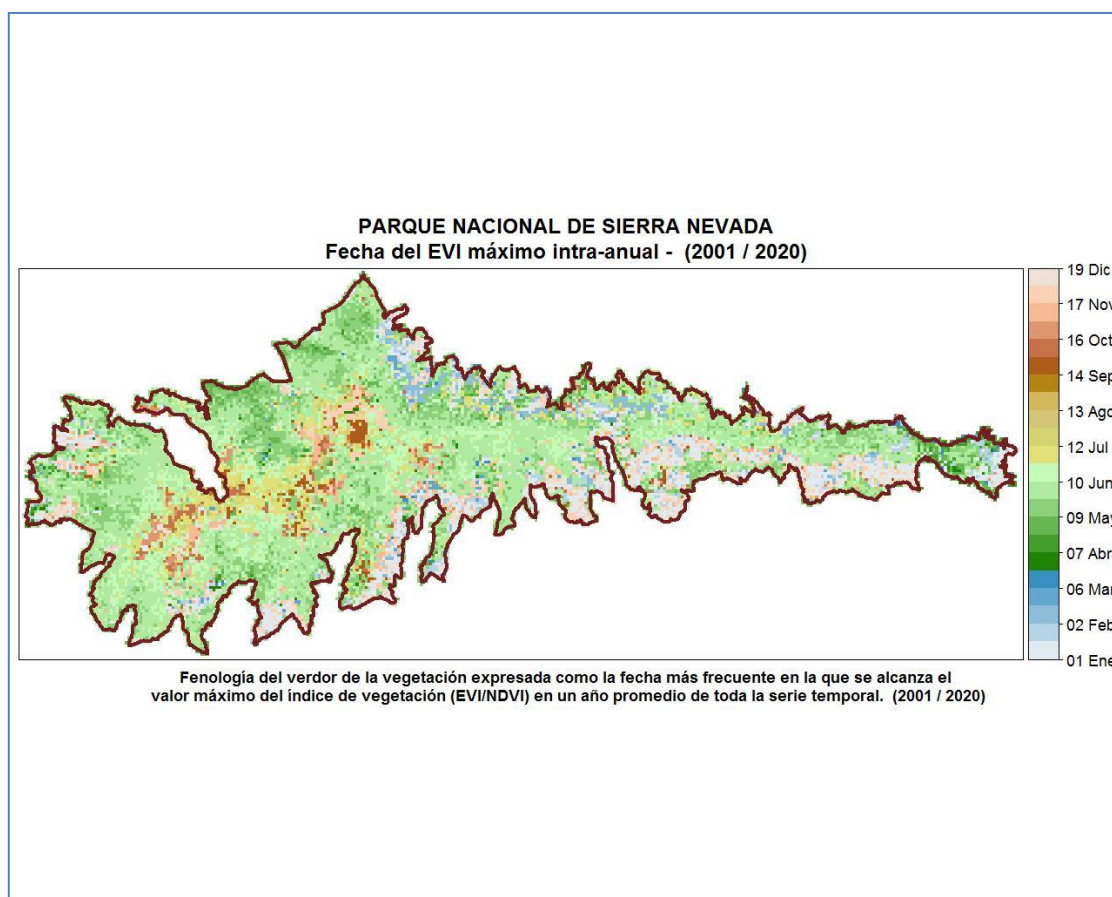 PARQUE NACIONAL DE SIERRA NEVADA
Fecha del EVI máximo intra-anual - (2001 / 2020)
19 Dic
17 Nov
16 Oct
14 Sep
13 Ago
12 Jul
10 Jun
09 May
07 Abr
06 Mar
02 Feb
01 Ene
Fenología del verdor de la vegetación expresada como la fecha más frecuente en la que se alcanza el
valor máximo del índice de vegetación (EVI/NDVI) en un año promedio de toda la serie temporal. (2001 / 2020)